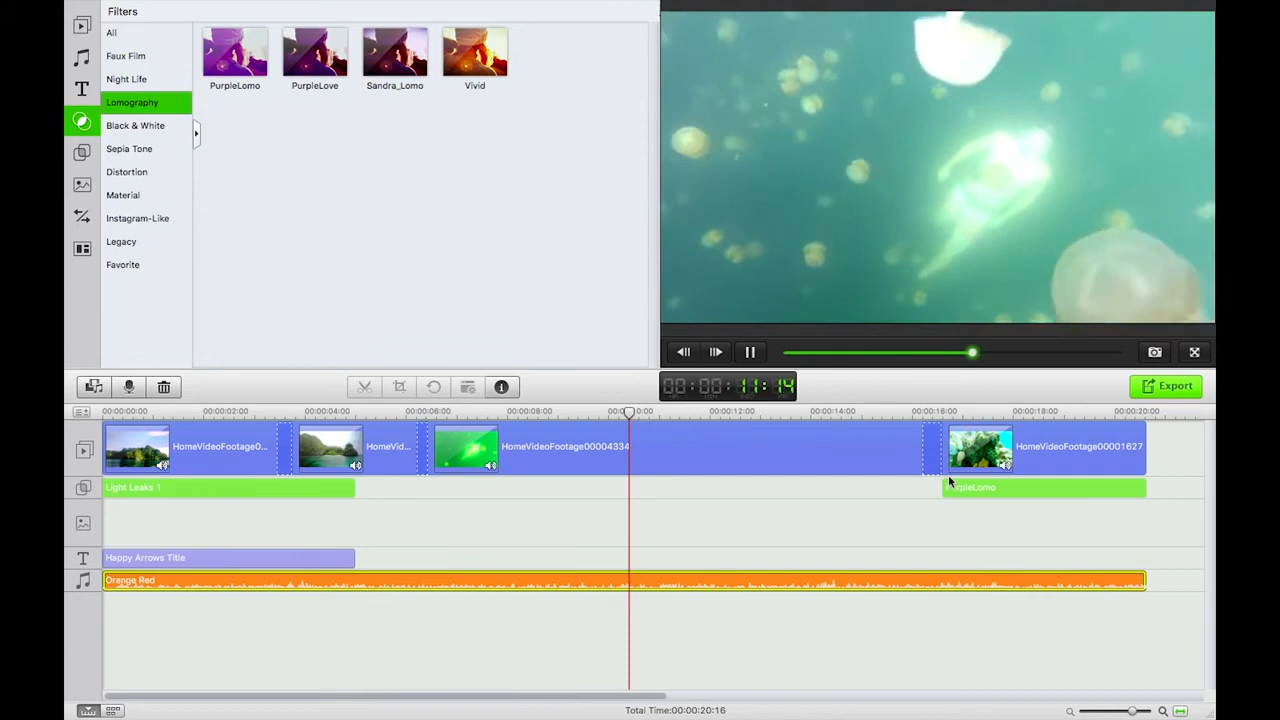 Filters
All
Faux Film
Night Life
Lomography
Black & White
Sepia Tone
Distortion
Material
Instagram-Like
Legacy
Favorite
PurpleLomo
PurpleLove
Sandra_Lomo
Vivid
00:00:11:14
Export
00:00:00:00
00:00:02:00
00:00:04:00
00:00:06:00
00:00:08:00
00:00:12:00
00:00:14:00
00:00:16:00
00:00:18:00
00:00:20:00
HomeVideoFootage0...
HomeVid...
HomeVideoFootage00004334
HomeVideoFootage00001627
Light Leaks 1
Happy Arrows Title
Orange Red
Total Time:00:00:20:16